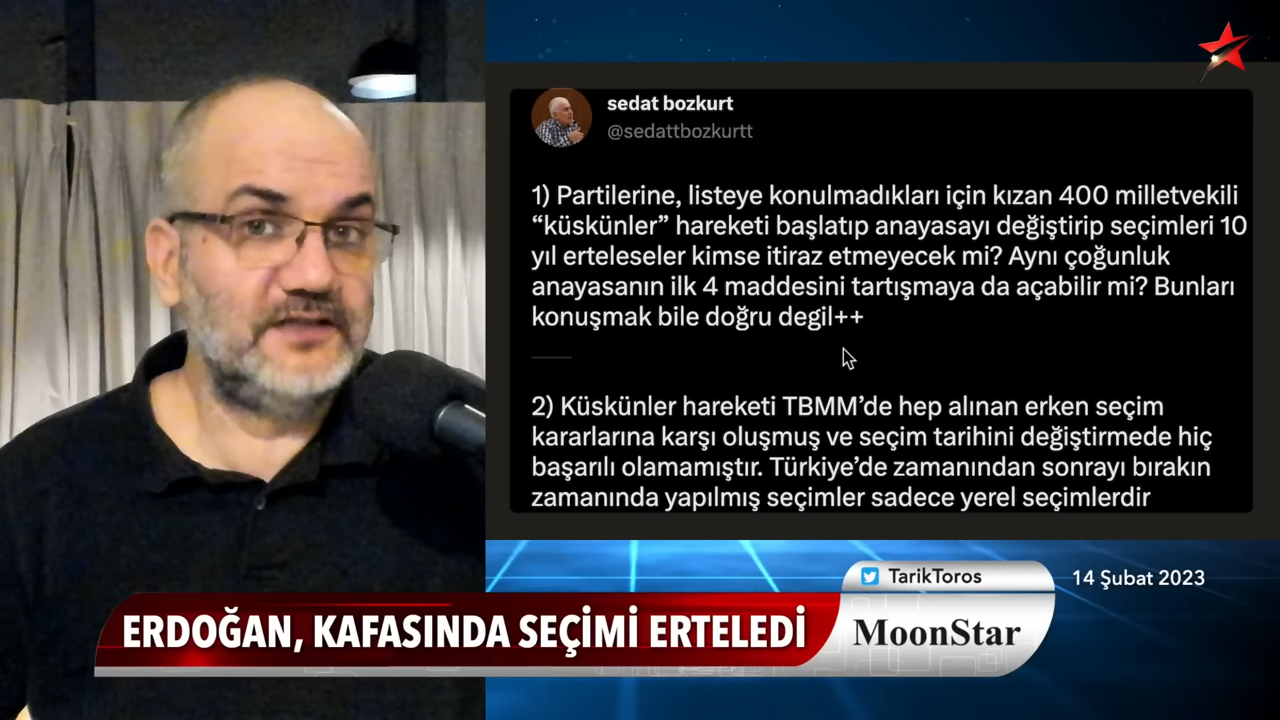 sedat bozkurt
@sedattbozkurtt
1) Partilerine, listeye konulmadıkları için kızan 400 milletvekili
“küskünler” hareketi başlatıp anayasayı değiştirip seçimleri 10
yıl erteleseler kimse itiraz etmeyecek mi? Aynı çoğunluk
anayasanın ilk 4 maddesini tartışmaya da açabilir mi? Bunları
konuşmak bile doğru degil++
2) Küskünler hareketi TBMM’de hep alınan erken seçim
kararlarına karşı oluşmuş ve seçim tarihini değiştirmede hiç
başarılı olamamıştır. Türkiye’de zamanından sonrayı bırakın
zamanında yapılmış seçimler sadece yerel seçimlerdir
TarikToros
14 Şubat 2023
ERDOĞAN, KAFASINDA SEÇİMİ ERTELEDİ
MoonStar